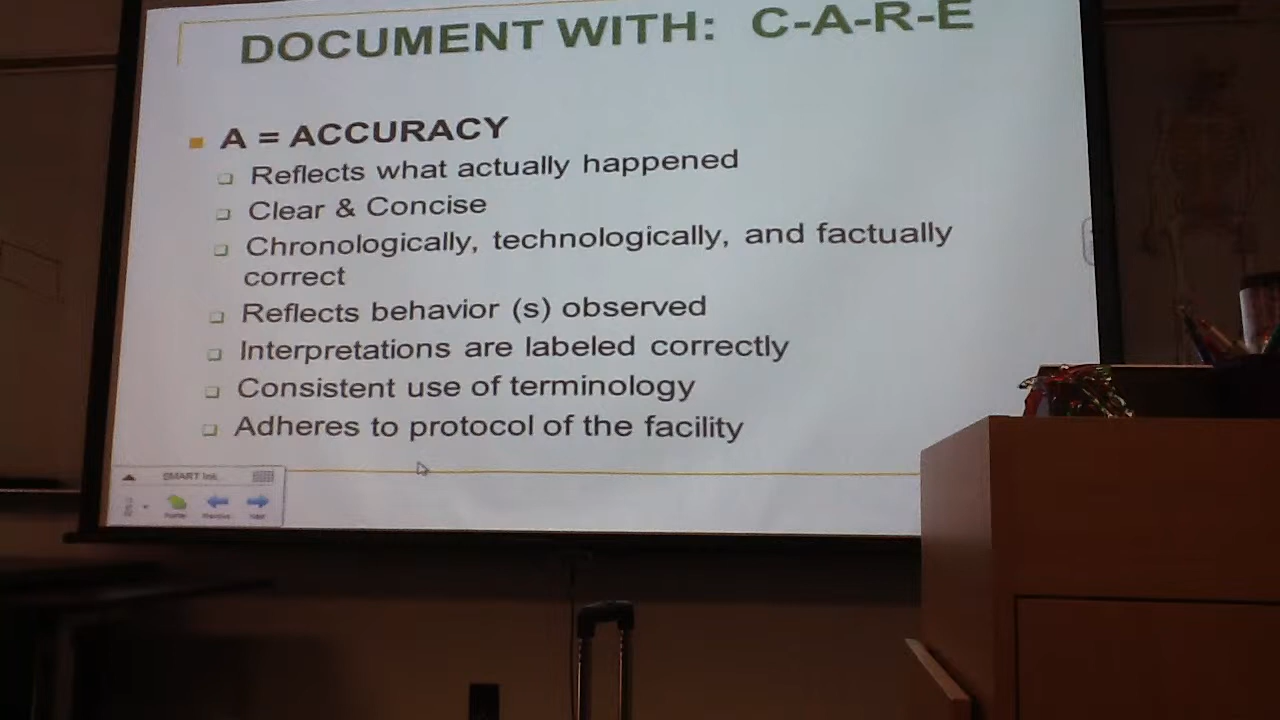 DOCUMENT WITH: C-A-R-E
A = ACCURACY
Reflects what actually happened
Clear & Concise
Chronologically, technologically, and factually
correct
Reflects behavior (s) observed
Interpretations are labeled correctly
Consistent use of terminology
Adheres to protocol of the facility
SMART Ink